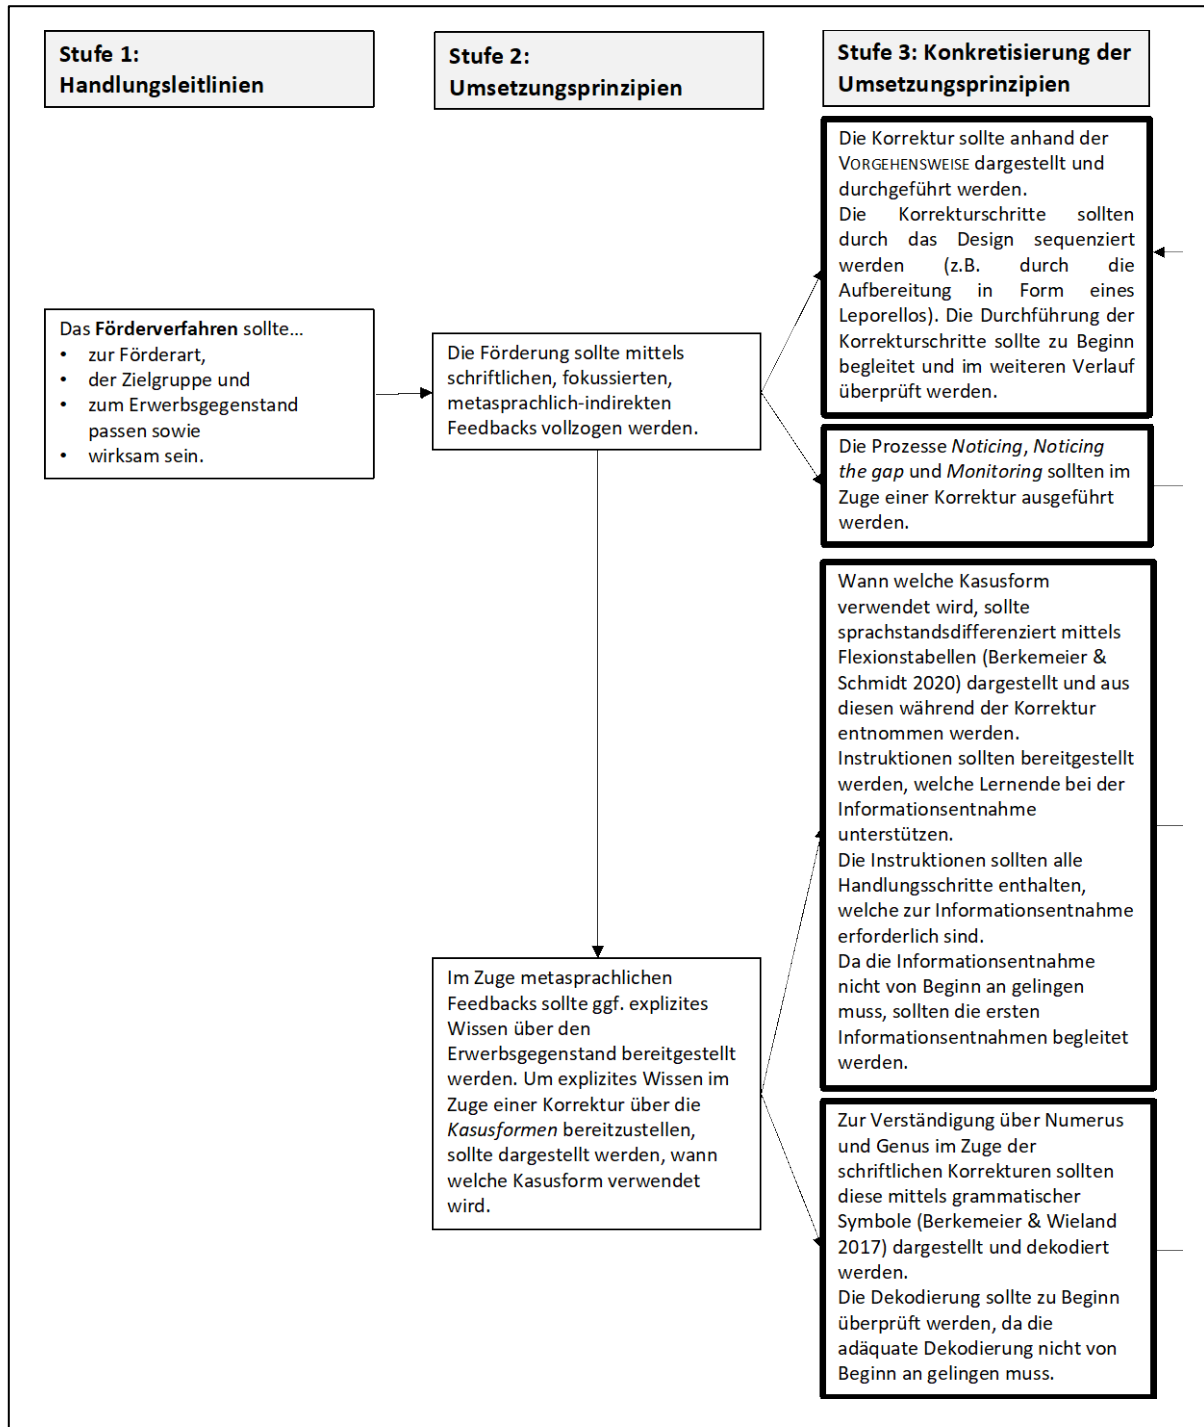 Stufe 1:
Handlungsleitlinien
Stufe 2:
Umsetzungsprinzipien
Stufe 3: Konkretisierung der
Umsetzungsprinzipien
Das Förderverfahren sollte…
• zur Förderart,
• der Zielgruppe und
• zum Erwerbsgegenstand
passen sowie
• wirksam sein.
Die Förderung sollte mittels
schriftlichen, fokussierten,
metasprachlich-indirekten
Feedbacks vollzogen werden.
Im Zuge metasprachlichen
Feedbacks sollte ggf. explizites
Wissen über den
Erwerbsgegenstand bereitgestellt
werden. Um explizites Wissen im
Zuge einer Korrektur über die
Kasusformen bereitzustellen,
sollte dargestellt werden, wann
welche Kasusform verwendet
wird.
Die Korrektur sollte anhand der
VORGEHENSWEISE dargestellt und
durchgeführt werden.
Die Korrekturschritte sollten
durch das Design sequenziert
werden (z.B. durch die
Aufbereitung in Form eines
Leporellos). Die Durchführung der
Korrekturschritte sollte zu Beginn
begleitet und im weiteren Verlauf
überprüft werden.
Die Prozesse Noticing, Noticing
the gap und Monitoring sollten im
Zuge einer Korrektur ausgeführt
werden.
Wann welche Kasusform
verwendet wird, sollte
sprachstandsdifferenziert mittels
Flexionstabellen (Berkemeier &
Schmidt 2020) dargestellt und aus
diesen während der Korrektur
entnommen werden.
Instruktionen sollten bereitgestellt
werden, welche Lernende bei der
Informationsentnahme
unterstützen.
Die Instruktionen sollten alle
Handlungsschritte enthalten,
welche zur Informationsentnahme
erforderlich sind.
Da die Informationsentnahme
nicht von Beginn an gelingen
muss, sollten die ersten
Informationsentnahmen begleitet
werden.
Zur Verständigung über Numerus
und Genus im Zuge der
schriftlichen Korrekturen sollten
diese mittels grammatischer
Symbole (Berkemeier & Wieland
2017) dargestellt und dekodiert
werden.
Die Dekodierung sollte zu Beginn
überprüft werden, da die
adäquate Dekodierung nicht von
Beginn an gelingen muss.